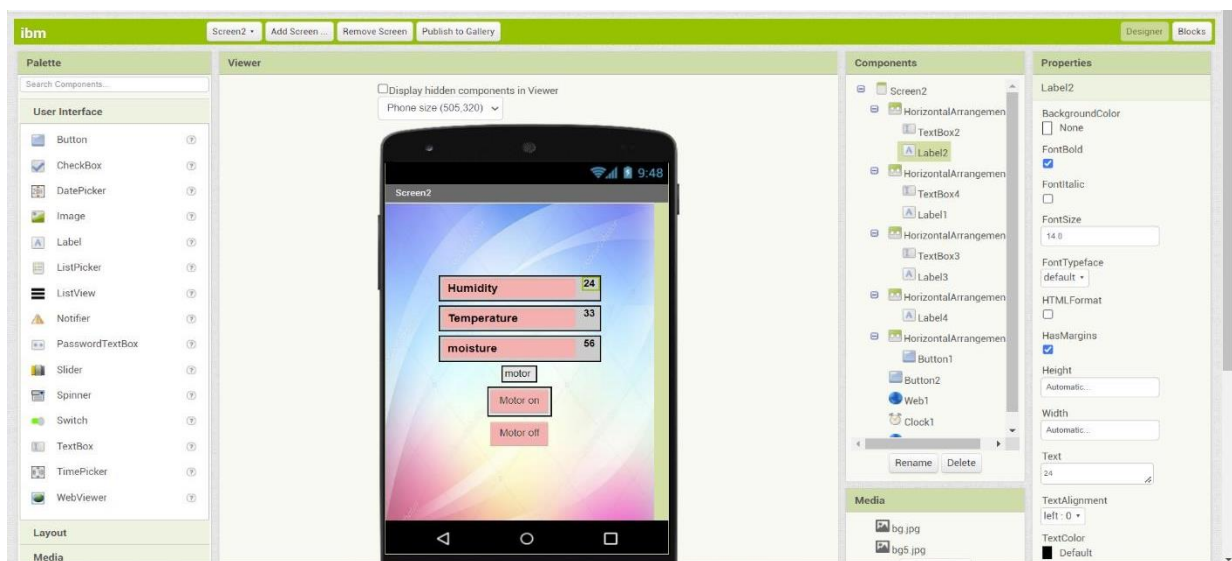 ibm
Screen2 Add Screen ... Remove Screen Publish to Gallery
Designer Blocks
Palette
Search Components...
User Interface
Button
CheckBox
DatePicker
Image
Label
ListPicker
ListView
Notifier
PasswordTextBox
Slider
Spinner
Switch
TextBox
TimePicker
WebViewer
Layout
Media
Viewer
Display hidden components in Viewer
Phone size (505,320)
9:48
Screen2
Humidity 24
Temperature 33
moisture 56
motor
Motor on
Motor off
Components
Screen2
HorizontalArrangemen
TextBox2
Label2
HorizontalArrangemen
TextBox4
Label1
HorizontalArrangemen
TextBox3
Label3
HorizontalArrangemen
Label4
HorizontalArrangemen
Button1
Button2
Web1
Clock1
Rename Delete
Media
bg.jpg
bg5.jpg
Properties
Label2
BackgroundColor
None
FontBold
FontItalic
FontSize
14.0
FontTypeface
default
HTMLFormat
HasMargins
Height
Automatic...
Width
Automatic...
Text
24
TextAlignment
left : 0
TextColor
Default